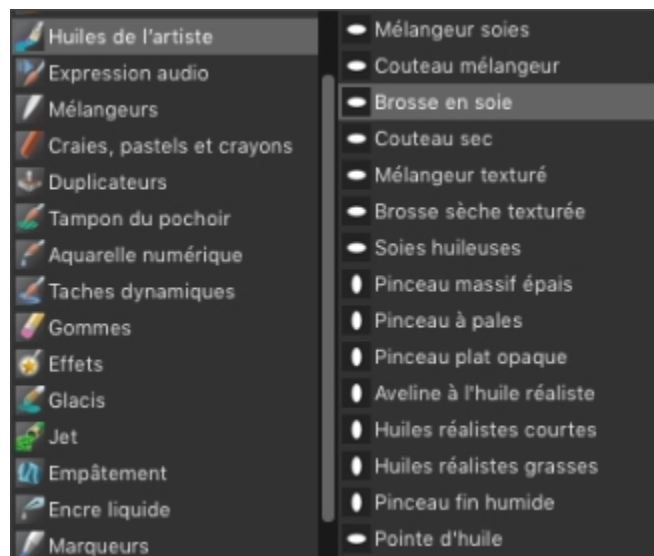 Huiles de l'artiste
Expression audio
Mélangeurs
Craies, pastels et crayons
Duplicateurs
Tampon du pochoir
Aquarelle numérique
Taches dynamiques
Gommes
Effets
Glacis
Jet
Empâtement
Encre liquide
Marqueurs
Mélangeur soies
Couteau mélangeur
Brosse en soie
Couteau sec
Mélangeur texturé
Brosse sèche texturée
Soies huileuses
Pinceau massif épais
Pinceau à pales
Pinceau plat opaque
Aveline à l'huile réaliste
Huiles réalistes courtes
Huiles réalistes grasses
Pinceau fin humide
Pointe d'huile